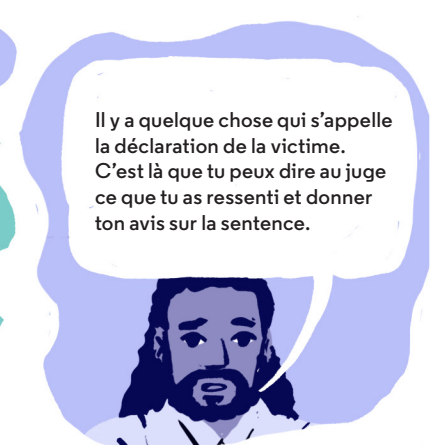 Il y a quelque chose qui s’appelle
la déclaration de la victime.
C’est là que tu peux dire au juge
ce que tu as ressenti et donner
ton avis sur la sentence.